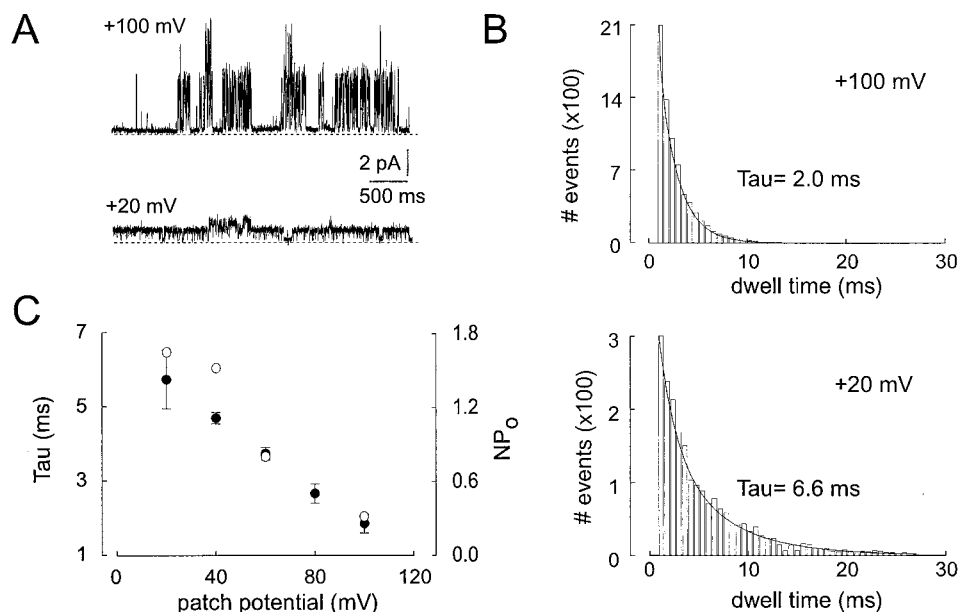 A
+100 mV
2 pA
500 ms
+20 mV
B
21
14
7
0
# events (x100)
+100 mV
Tau= 2.0 ms
0
10
20
30
dwell time (ms)
C
7
5
3
1
Tau (ms)
1.8
1.2
0.6
0.0
NPO
0
40
80
120
patch potential (mV)
3
2
1
0
# events (x100)
+20 mV
Tau= 6.6 ms
0
10
20
30
dwell time (ms)